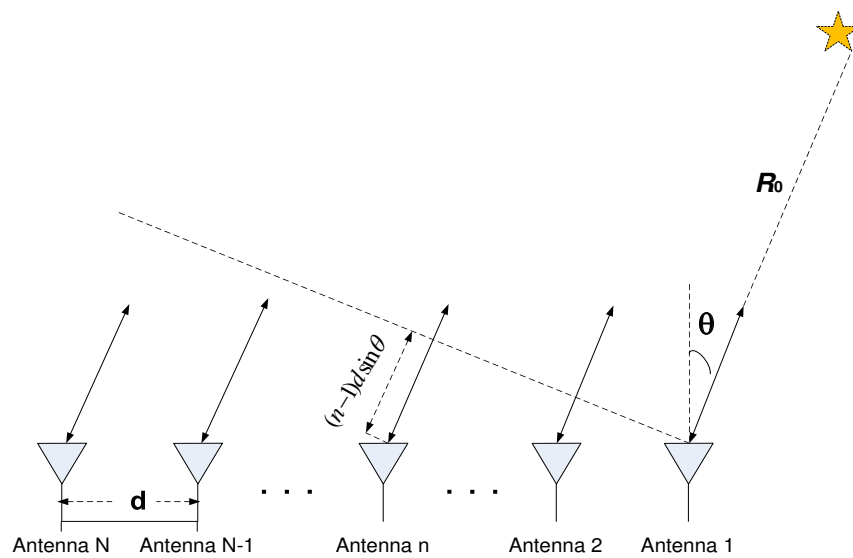 R₀
θ
(n−1)d sinθ
d
. . .
. . .
Antenna N
Antenna N-1
Antenna n
Antenna 2
Antenna 1